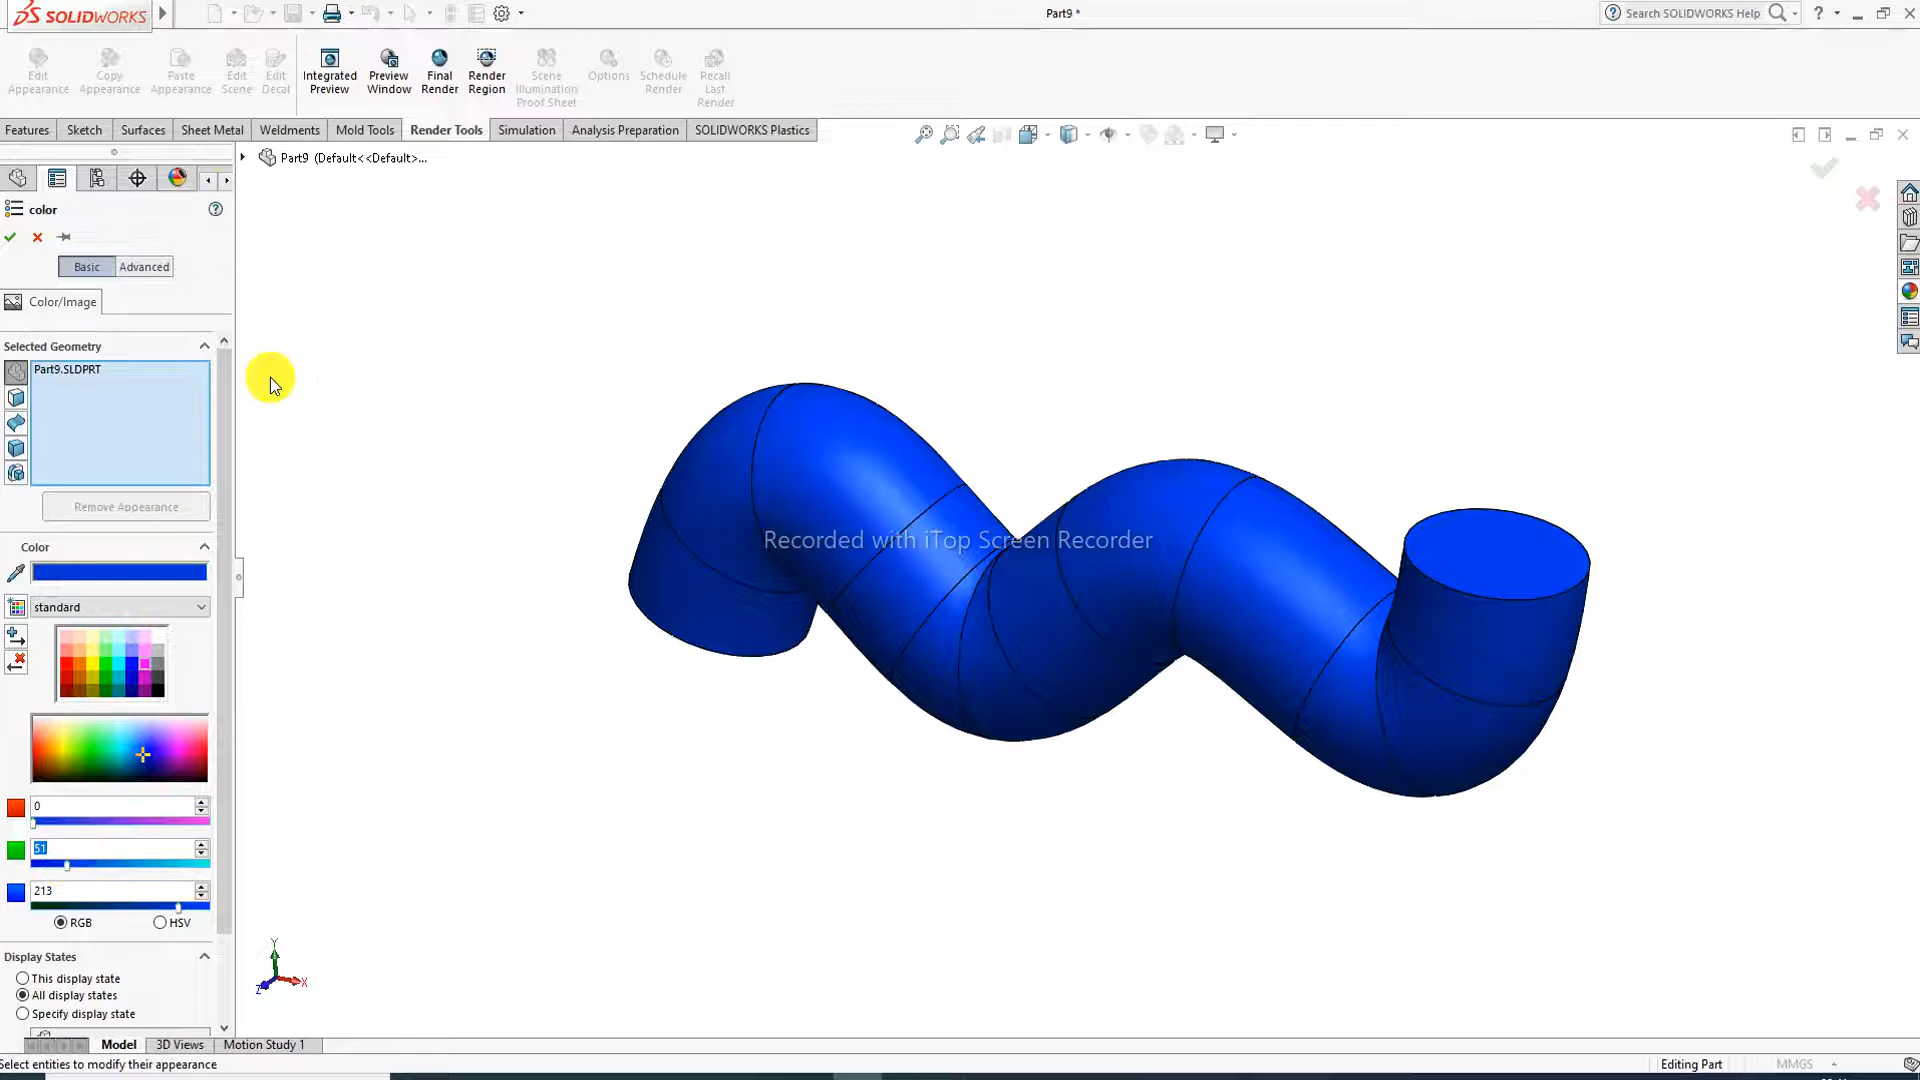 SOLIDWORKS
Part9 *
Search SOLIDWORKS Help
Edit Appearance
Copy Appearance
Paste Appearance
Edit Scene
Edit Decal
Integrated Preview
Preview Window
Final Render
Render Region
Scene Illumination Proof Sheet
Options
Schedule Render
Recall Last Render
Features
Sketch
Surfaces
Sheet Metal
Weldments
Mold Tools
Render Tools
Simulation
Analysis Preparation
SOLIDWORKS Plastics
Part9 (Default<<Default>...
color
Basic
Advanced
Color/Image
Selected Geometry
Part9.SLDPRT
Remove Appearance
Color
standard
0
51
213
RGB
HSV
Display States
This display state
All display states
Specify display state
Recorded with iTop Screen Recorder
Y
X
Z
Model
3D Views
Motion Study 1
Select entities to modify their appearance
Editing Part
MMGS